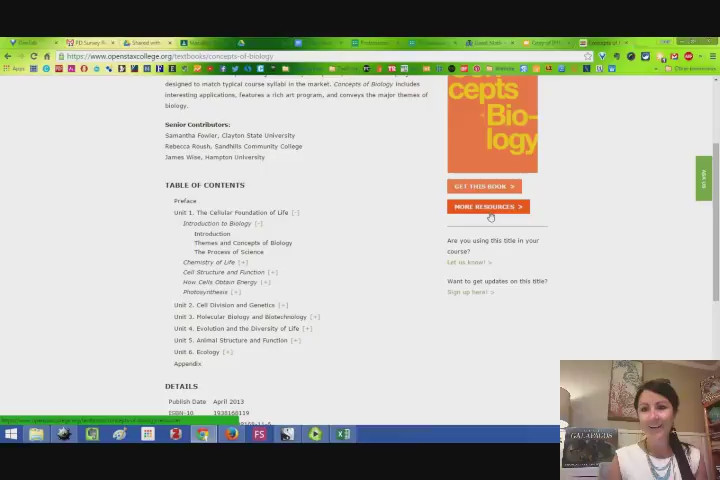 https://www.openstaxcollege.org/textbooks/concepts-of-biology
designed to match typical course syllabi in the market. Concepts of Biology includes
interesting applications, features a rich art program, and conveys the major themes of
biology.
Senior Contributors:
Samantha Fowler, Clayton State University
Rebecca Roush, Sandhills Community College
James Wise, Hampton University
TABLE OF CONTENTS
Preface
Unit 1. The Cellular Foundation of Life [-]
Introduction to Biology [-]
Introduction
Themes and Concepts of Biology
The Process of Science
Chemistry of Life [+]
Cell Structure and Function [+]
How Cells Obtain Energy [+]
Photosynthesis [+]
Unit 2. Cell Division and Genetics [+]
Unit 3. Molecular Biology and Biotechnology [+]
Unit 4. Evolution and the Diversity of Life [+]
Unit 5. Animal Structure and Function [+]
Unit 6. Ecology [+]
Appendix
DETAILS
Publish Date April 2013
ISBN-10 1938168119
cepts
Bio-
logy
GET THIS BOOK >
MORE RESOURCES >
Are you using this title in your
course?
Let us know! >
Want to get updates on this title?
Sign up here! >
ASK US
FS
GALAPAGOS